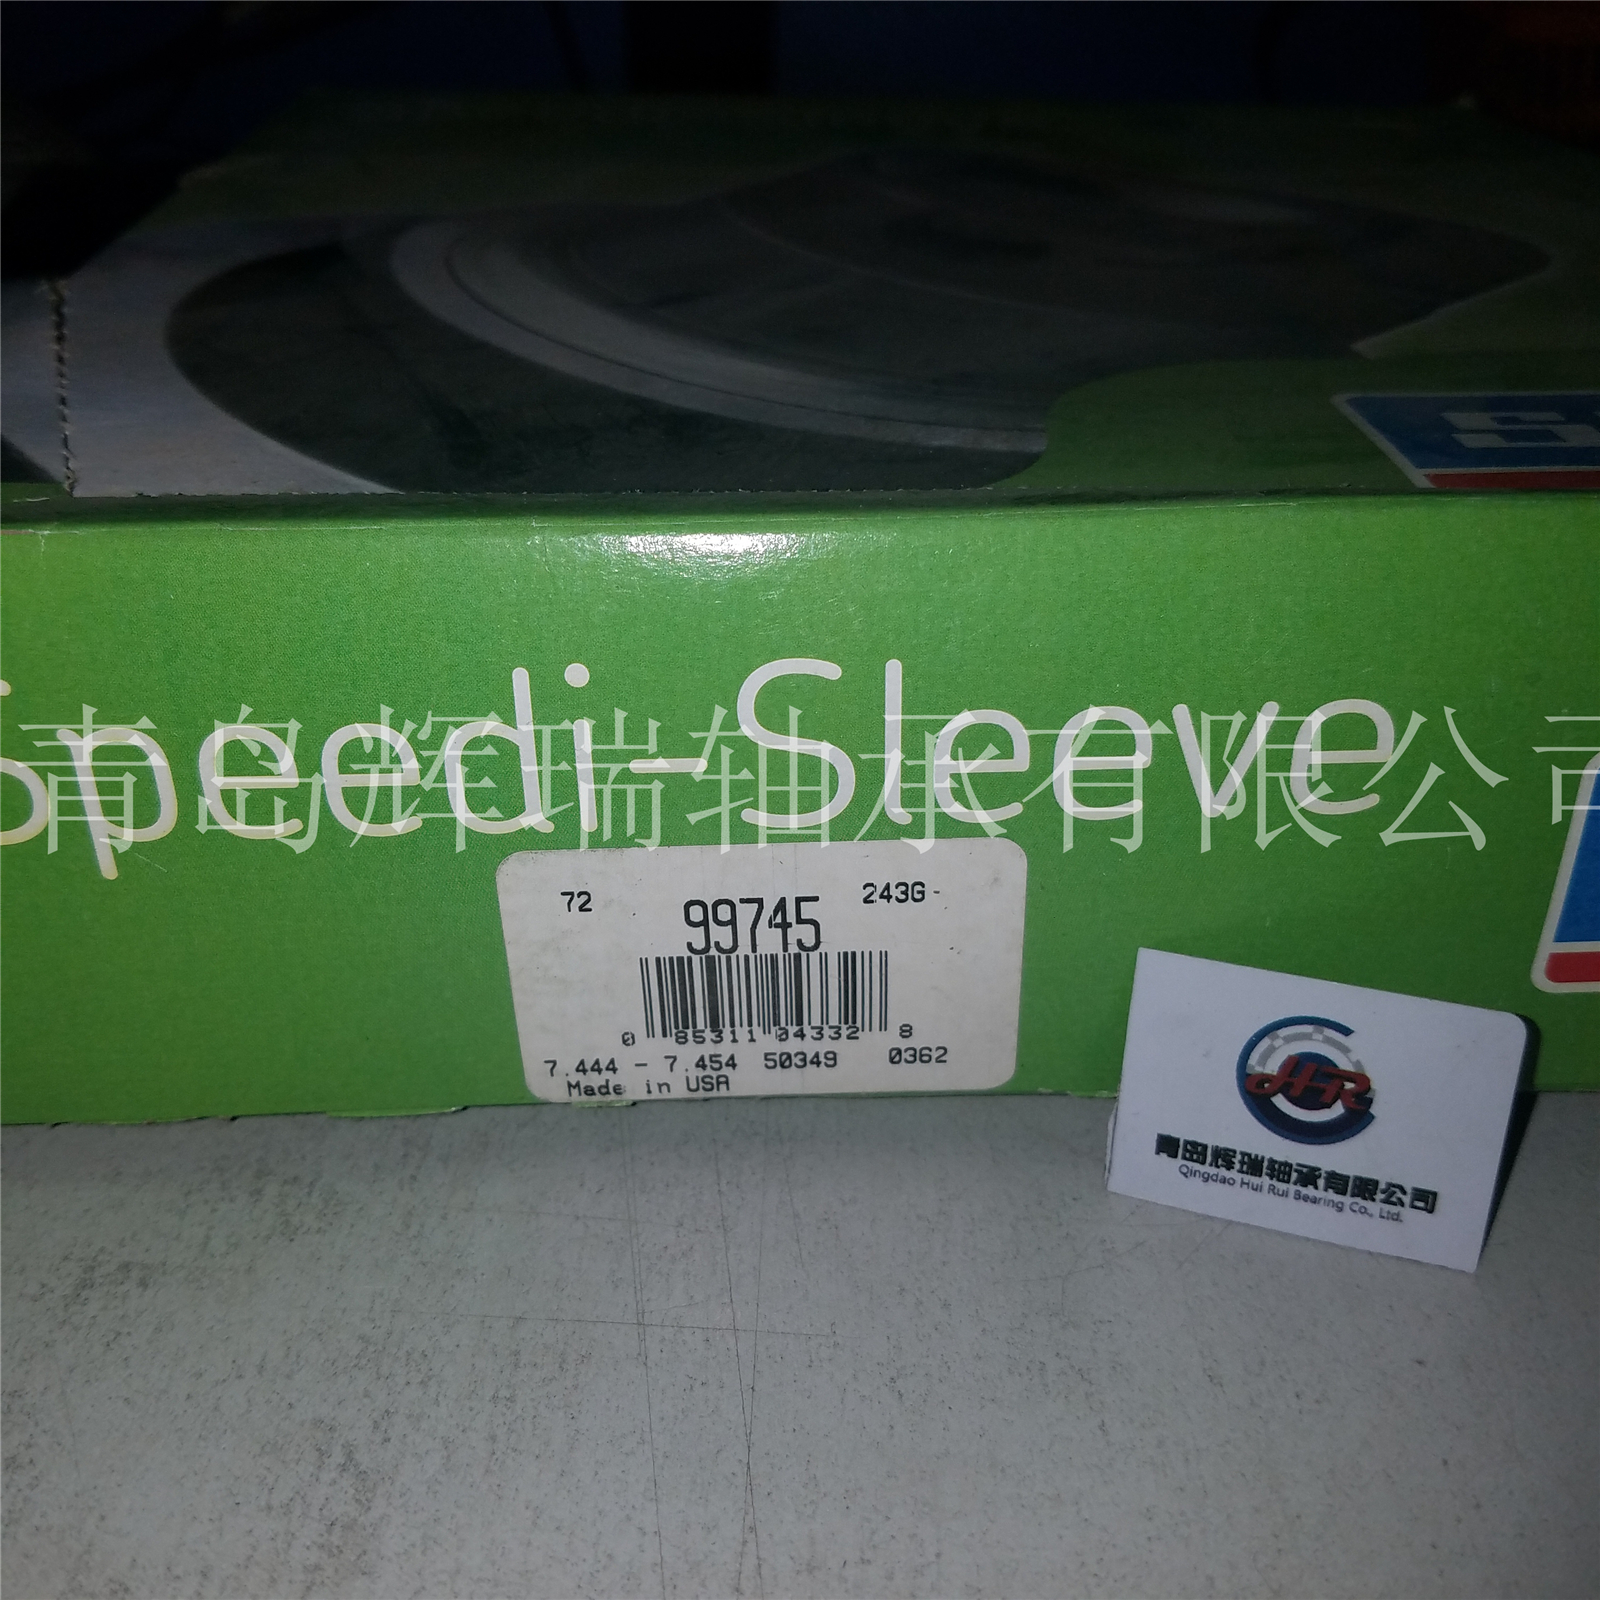 Speedi-Sleeve
青岛辉瑞轴承有限公司
72 99745 243G-
0 85311 04332 8
7.444 - 7.454 50349 0362
Made in USA
HR
青岛辉瑞轴承有限公司
Qingdao Hui Rui Bearing Co., Ltd.